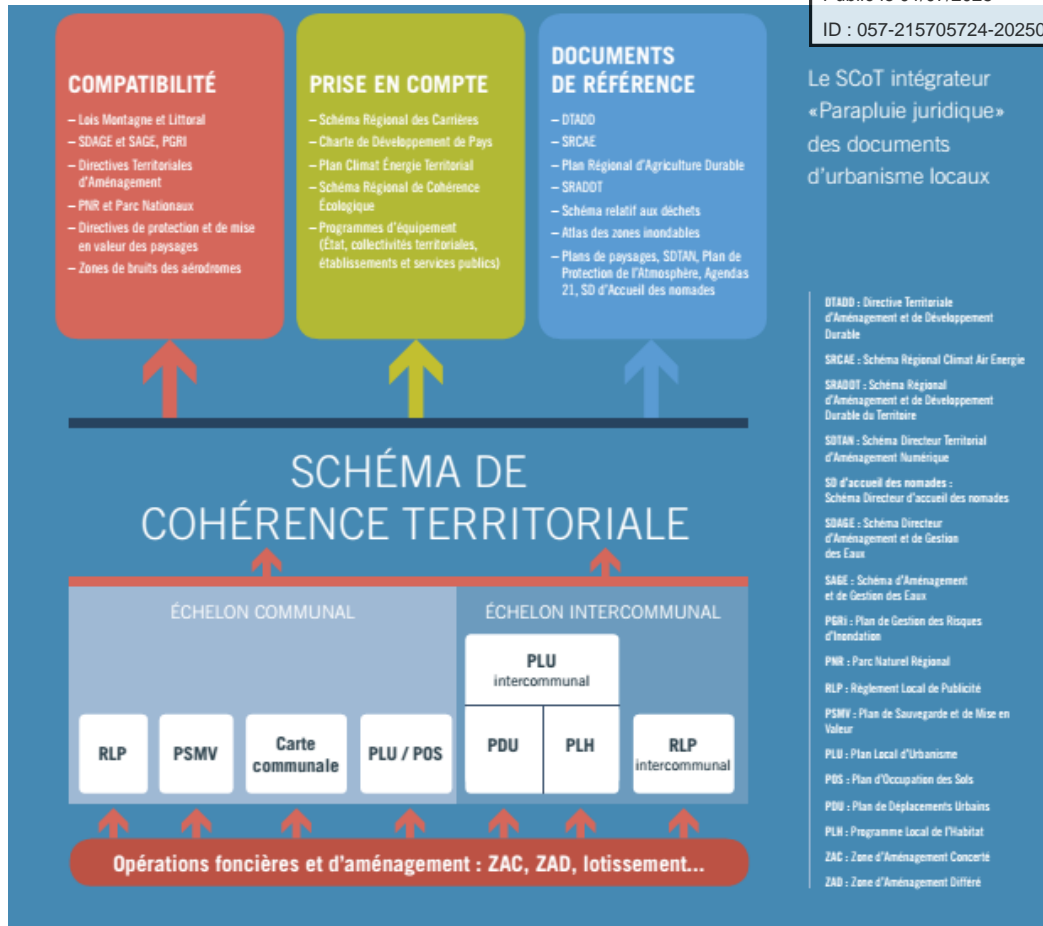 ID : 057-215705724-20250
COMPATIBILITÉ
– Lois Montagne et Littoral
– SDAGE et SAGE, PGRI
– Directives Territoriales
d'Aménagement
– PNR et Parc Nationaux
– Directives de protection et de mise
en valeur des paysages
– Zones de bruits des aérodromes
PRISE EN COMPTE
– Schéma Régional des Carrières
– Charte de Développement de Pays
– Plan Climat Énergie Territorial
– Schéma Régional de Cohérence
Écologique
– Programmes d'équipement
(État, collectivités territoriales,
établissements et services publics)
DOCUMENTS
DE RÉFÉRENCE
– DTADD
– SRCAE
– Plan Régional d'Agriculture Durable
– SRADDT
– Schéma relatif aux déchets
– Atlas des zones inondables
– Plans de paysages, SDTAN, Plan de
Protection de l'Atmosphère, Agendas
21, SD d'Accueil des nomades
Le SCoT intégrateur
«Parapluie juridique»
des documents
d'urbanisme locaux
SCHÉMA DE
COHÉRENCE TERRITORIALE
ÉCHELON COMMUNAL
RLP
PSMV
Carte
communale
PLU / POS
ÉCHELON INTERCOMMUNAL
PLU
intercommunal
PDU
PLH
RLP
intercommunal
Opérations foncières et d'aménagement : ZAC, ZAD, lotissement...
DTADD : Directive Territoriale
d'Aménagement et de Développement
Durable
SRCAE : Schéma Régional Climat Air Energie
SRADDT : Schéma Régional
d'Aménagement et de Développement
Durable du Territoire
SDTAN : Schéma Directeur Territorial
d'Aménagement Numérique
SD d'accueil des nomades :
Schéma Directeur d'accueil des nomades
SDAGE : Schéma Directeur
d'Aménagement et de Gestion
des Eaux
SAGE : Schéma d'Aménagement
et de Gestion des Eaux
PGRi : Plan de Gestion des Risques
d'Inondation
PNR : Parc Naturel Régional
RLP : Règlement Local de Publicité
PSMV : Plan de Sauvegarde et de Mise en
Valeur
PLU : Plan Local d'Urbanisme
POS : Plan d'Occupation des Sols
PDU : Plan de Déplacements Urbains
PLH : Programme Local de l'Habitat
ZAC : Zone d'Aménagement Concerté
ZAD : Zone d'Aménagement Différé